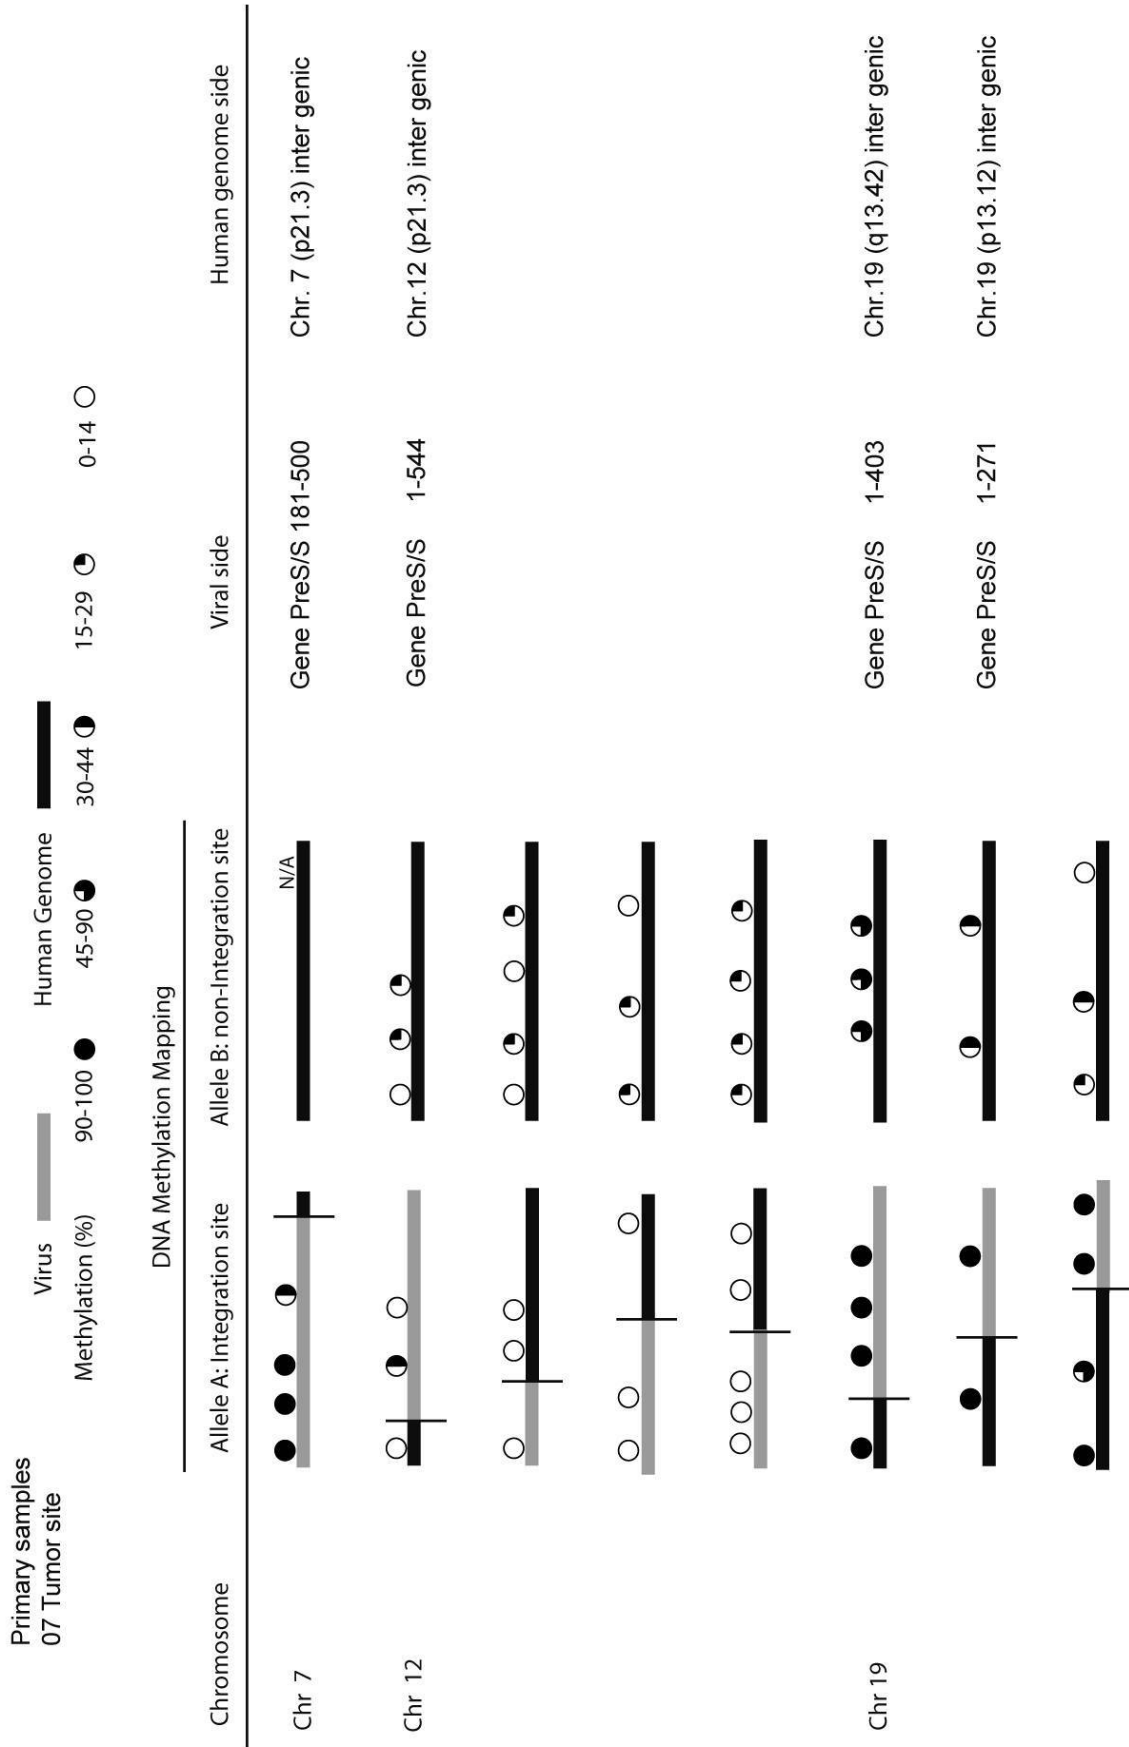 Primary samples
07 Tumor site
Virus
Human Genome
Methylation (%)
90-100
45-90
30-44
15-29
0-14
DNA Methylation Mapping
Chromosome
Allele A: Integration site
Allele B: non-Integration site
Viral side
Human genome side
Chr 7
N/A
Gene PreS/S 181-500
Chr. 7 (p21.3) inter genic
Chr 12
Gene PreS/S 1-544
Chr.12 (p21.3) inter genic
Chr 19
Gene PreS/S 1-403
Chr.19 (q13.42) inter genic
Gene PreS/S 1-271
Chr.19 (p13.12) inter genic